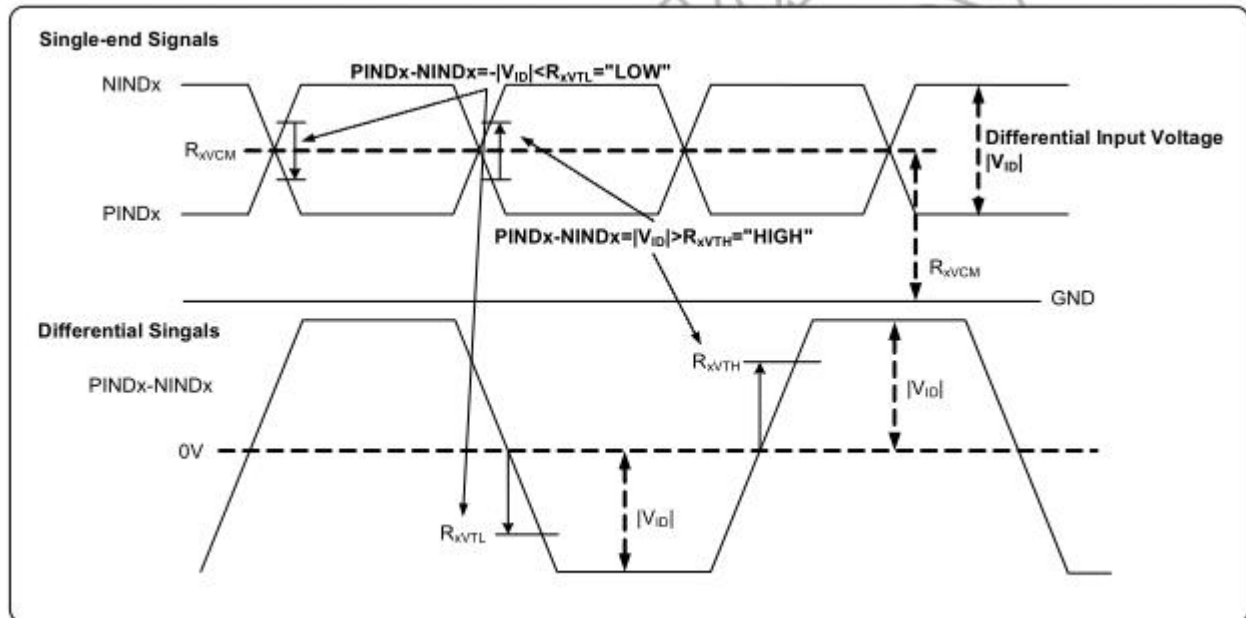 Single-end Signals
PINDx-NINDx=-|VID|<RxVTL="LOW"
NINDx
RxVCM
Differential Input Voltage
|VID|
PINDx
PINDx-NINDx=|VID|>RxVTH="HIGH"
RxVCM
GND
Differential Singals
RxVTH
PINDx-NINDx
|VID|
0V
|VID|
RxVTL